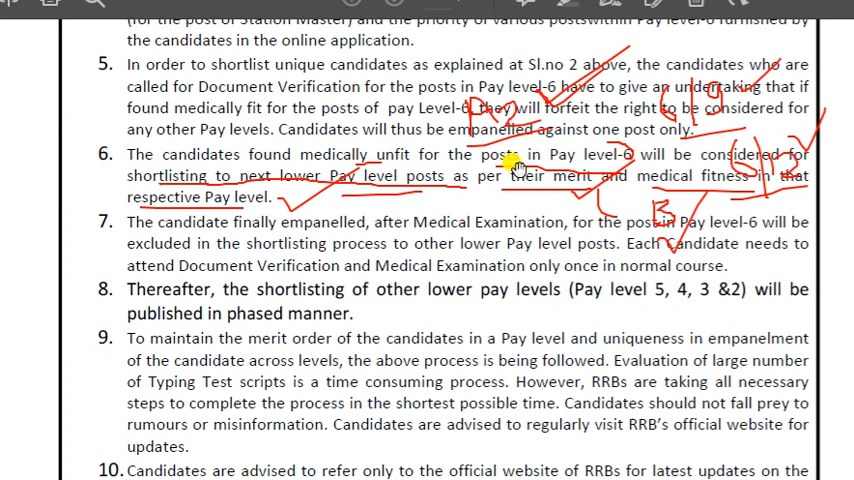 (for the post of Station Master) and the priority of various postswithin Pay level-6 furnished by
the candidates in the online application.
5. In order to shortlist unique candidates as explained at Sl.no 2 above, the candidates who are
called for Document Verification for the posts in Pay level-6 have to give an undertaking that if
found medically fit for the posts of pay Level-6, they will forfeit the right to be considered for
any other Pay levels. Candidates will thus be empanelled against one post only.
6. The candidates found medically unfit for the posts in Pay level-6 will be considered for
shortlisting to next lower Pay level posts as per their merit and medical fitness in that
respective Pay level.
7. The candidate finally empanelled, after Medical Examination, for the postin Pay level-6 will be
excluded in the shortlisting process to other lower Pay level posts. Each Candidate needs to
attend Document Verification and Medical Examination only once in normal course.
8. Thereafter, the shortlisting of other lower pay levels (Pay level 5, 4, 3 &2) will be
published in phased manner.
9. To maintain the merit order of the candidates in a Pay level and uniqueness in empanelment
of the candidate across levels, the above process is being followed. Evaluation of large number
of Typing Test scripts is a time consuming process. However, RRBs are taking all necessary
steps to complete the process in the shortest possible time. Candidates should not fall prey to
rumours or misinformation. Candidates are advised to regularly visit RRB's official website for
updates.
10. Candidates are advised to refer only to the official website of RRBs for latest updates on the
A2
6/9
6/12
B
C